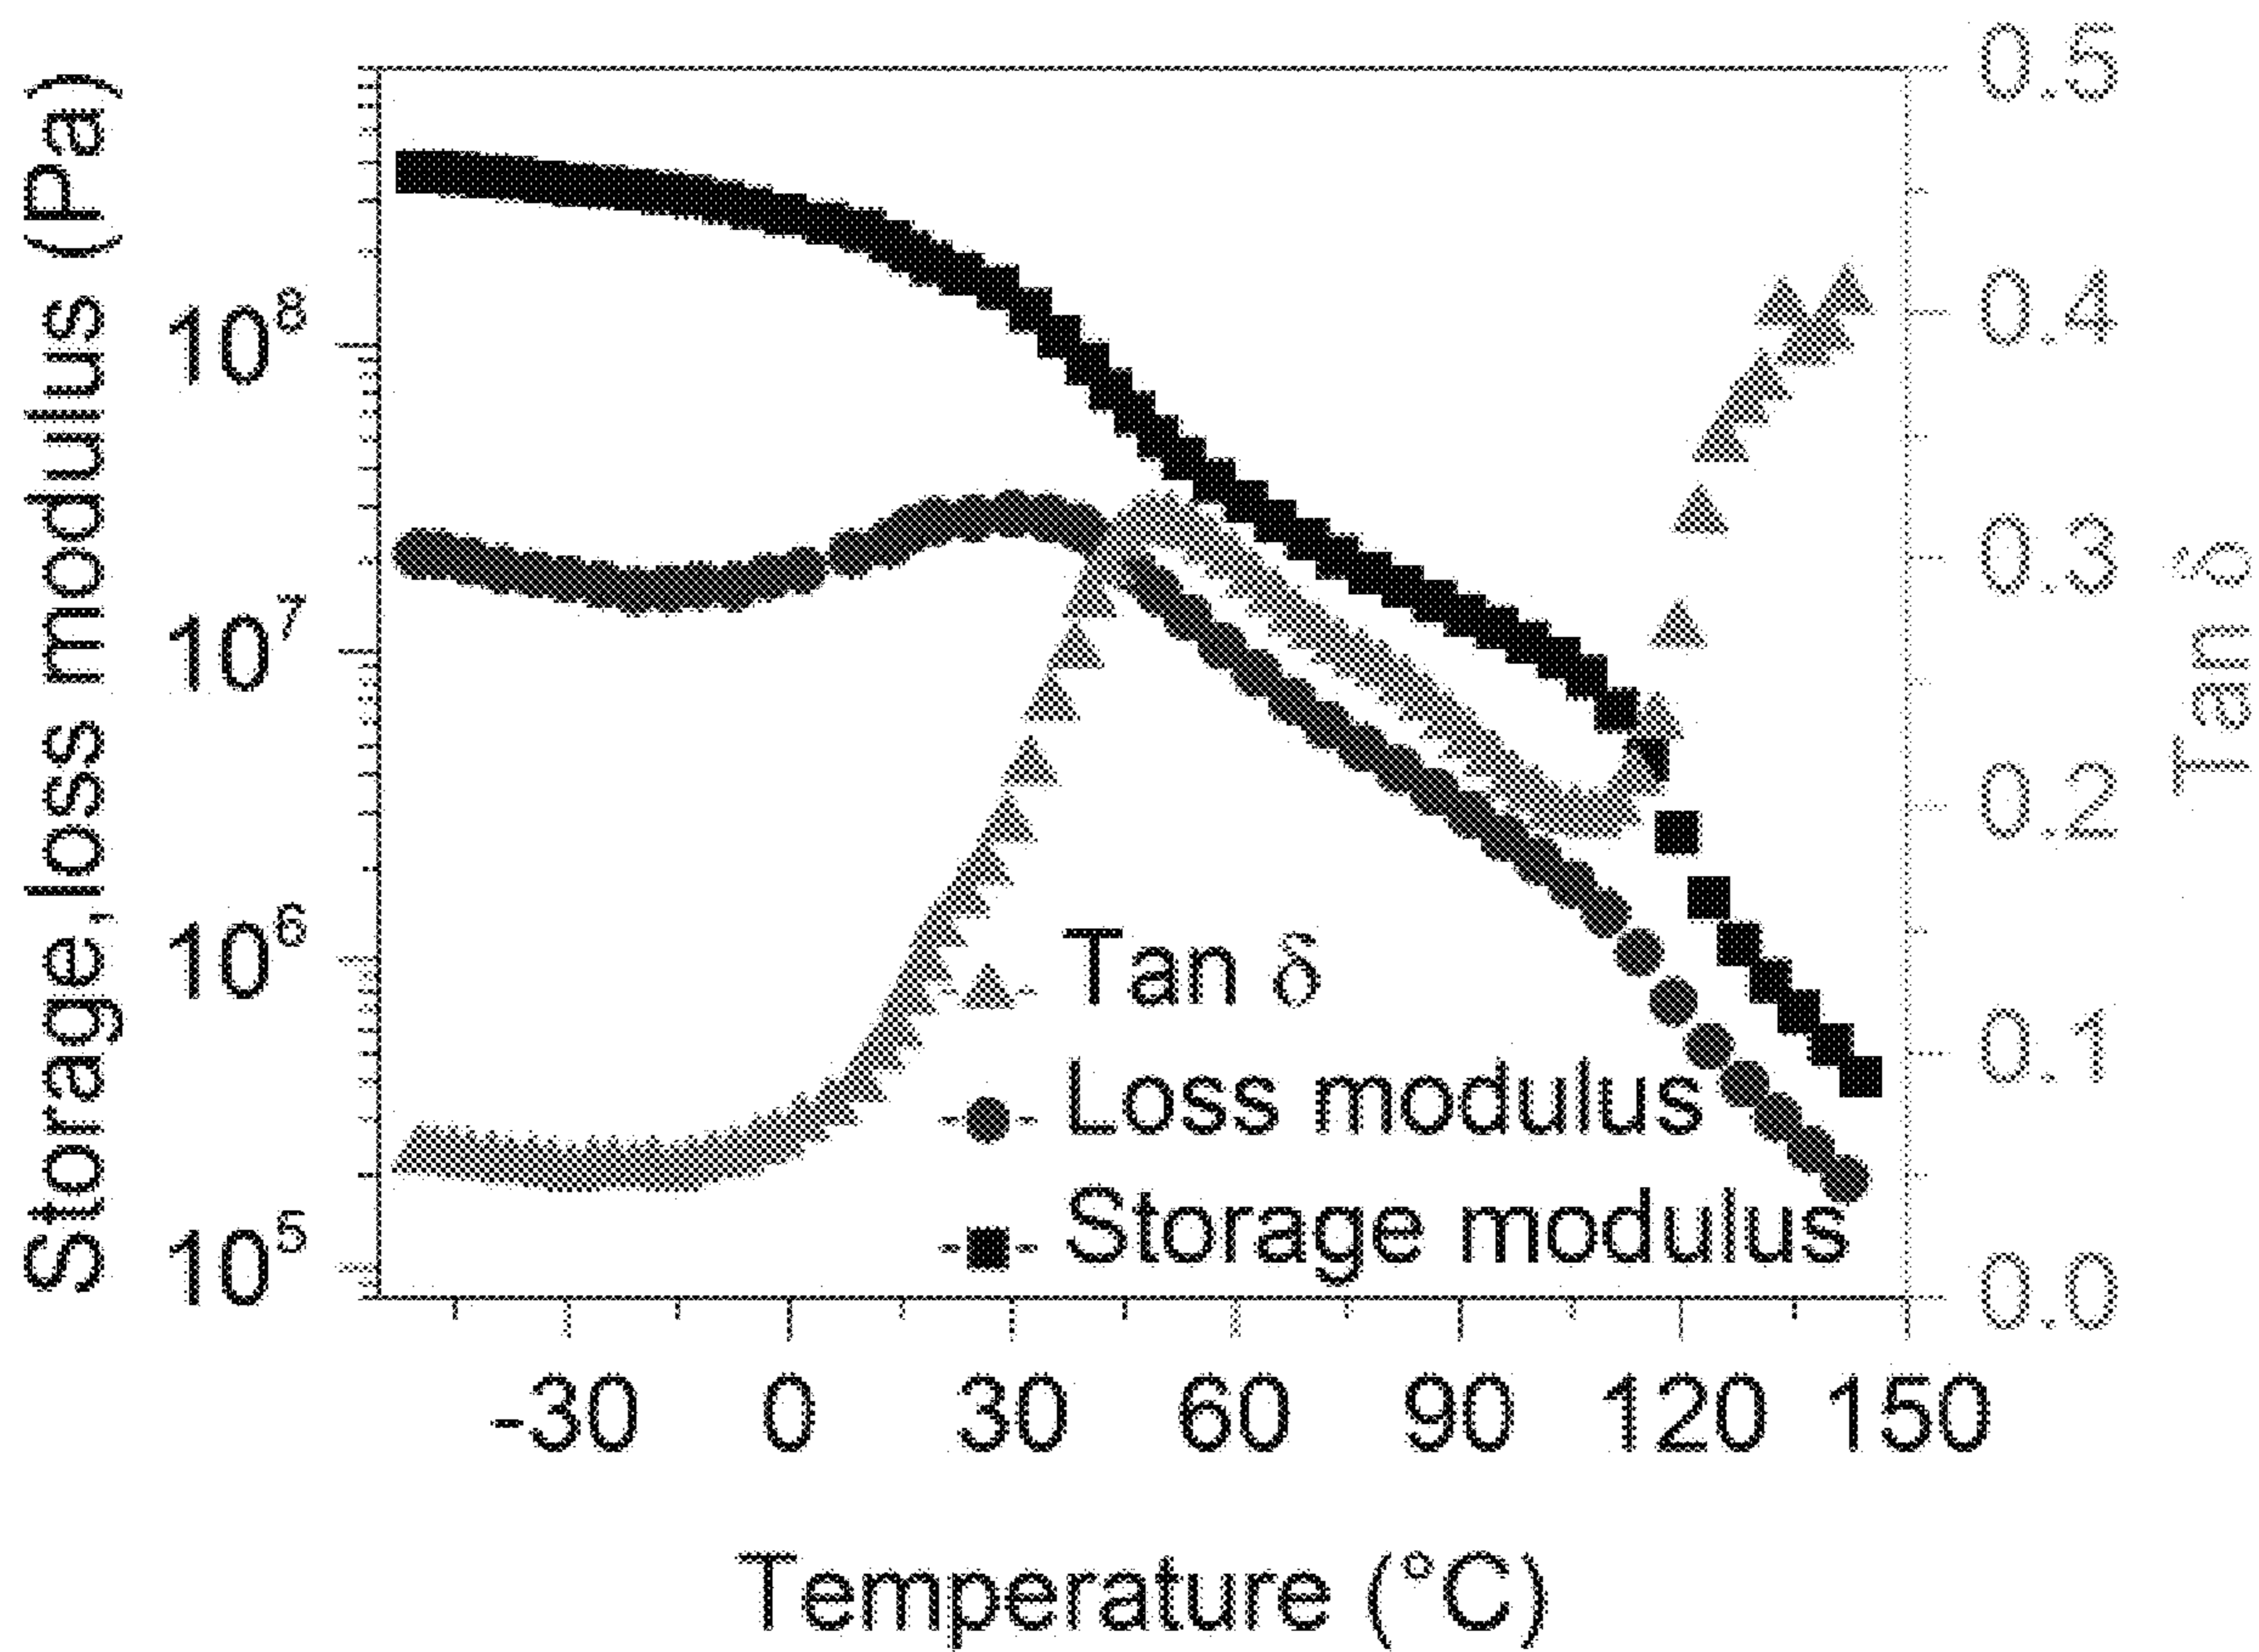 Storage,loss modulus (Pa)
10⁸
10⁷
10⁶
10⁵
0.5
0.4
0.3
0.2
0.1
0.0
Tan δ
Tan δ
Loss modulus
Storage modulus
-30 0 30 60 90 120 150
Temperature (°C)